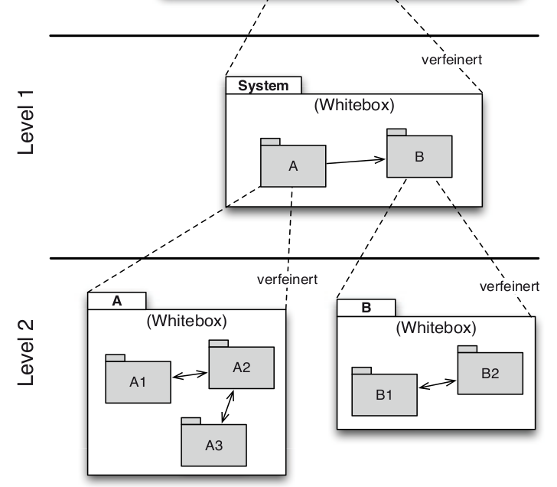 verfeinert
Level 1
System
(Whitebox)
A
B
verfeinert
verfeinert
Level 2
A
(Whitebox)
A1
A2
A3
B
(Whitebox)
B1
B2